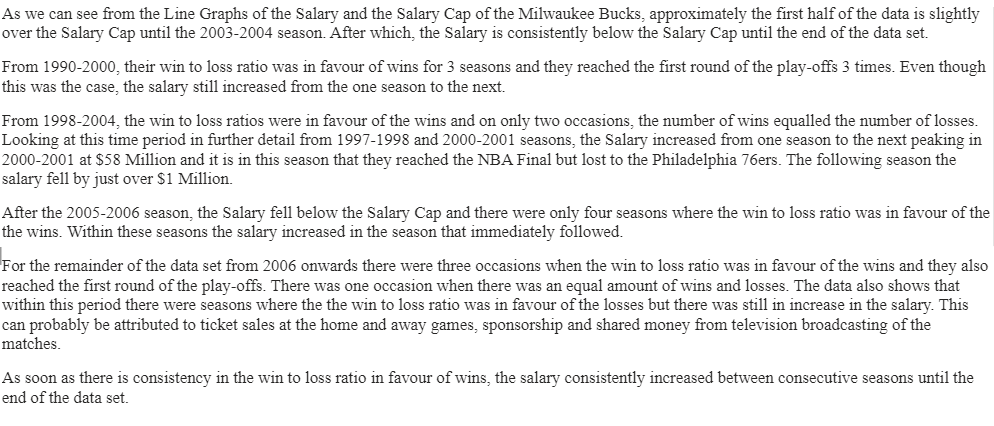 As we can see from the Line Graphs of the Salary and the Salary Cap of the Milwaukee Bucks, approximately the first half of the data is slightly
over the Salary Cap until the 2003-2004 season. After which, the Salary is consistently below the Salary Cap until the end of the data set.
From 1990-2000, their win to loss ratio was in favour of wins for 3 seasons and they reached the first round of the play-offs 3 times. Even though
this was the case, the salary still increased from the one season to the next.
From 1998-2004, the win to loss ratios were in favour of the wins and on only two occasions, the number of wins equalled the number of losses.
Looking at this time period in further detail from 1997-1998 and 2000-2001 seasons, the Salary increased from one season to the next peaking in
2000-2001 at $58 Million and it is in this season that they reached the NBA Final but lost to the Philadelphia 76ers. The following season the
salary fell by just over $1 Million.
After the 2005-2006 season, the Salary fell below the Salary Cap and there were only four seasons where the win to loss ratio was in favour of the
the wins. Within these seasons the salary increased in the season that immediately followed.
For the remainder of the data set from 2006 onwards there were three occasions when the win to loss ratio was in favour of the wins and they also
reached the first round of the play-offs. There was one occasion when there was an equal amount of wins and losses. The data also shows that
within this period there were seasons where the the win to loss ratio was in favour of the losses but there was still in increase in the salary. This
can probably be attributed to ticket sales at the home and away games, sponsorship and shared money from television broadcasting of the
matches.
As soon as there is consistency in the win to loss ratio in favour of wins, the salary consistently increased between consecutive seasons until the
end of the data set.